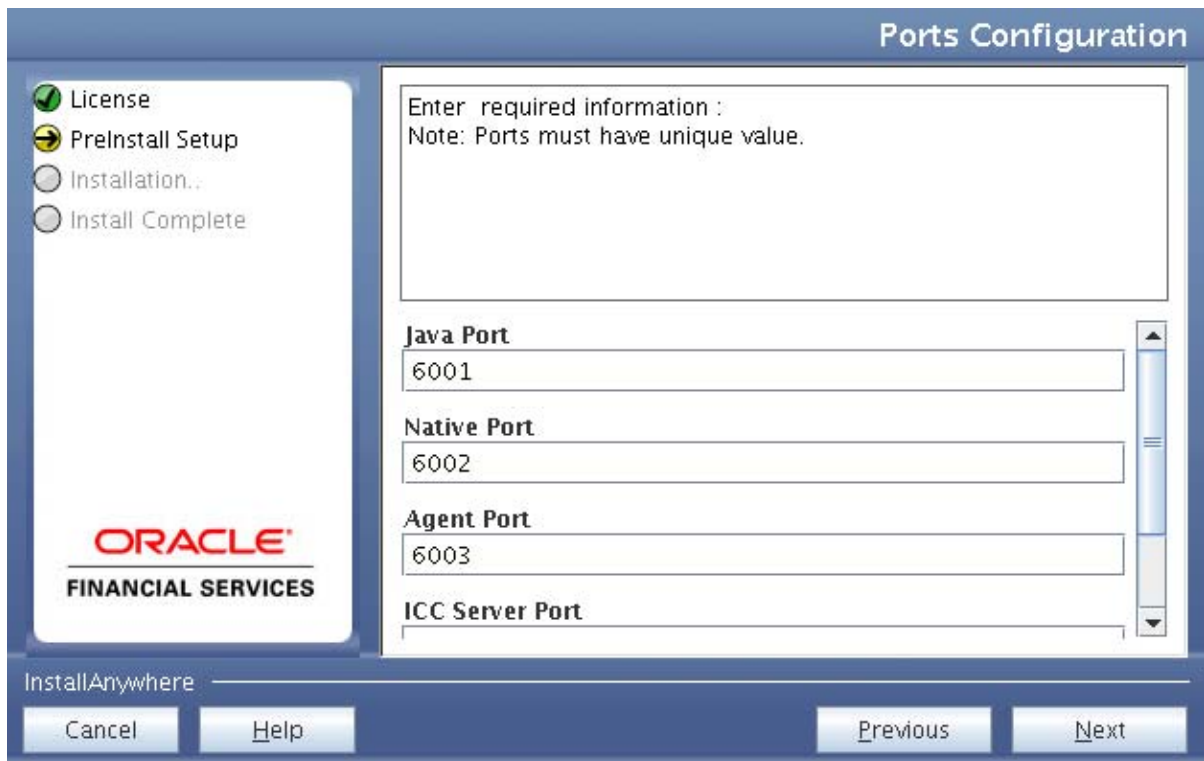 Ports Configuration
License
PreInstall Setup
Installation..
Install Complete
ORACLE
FINANCIAL SERVICES
Enter required information :
Note: Ports must have unique value.
Java Port
6001
Native Port
6002
Agent Port
6003
ICC Server Port
InstallAnywhere
Cancel
Help
Previous
Next